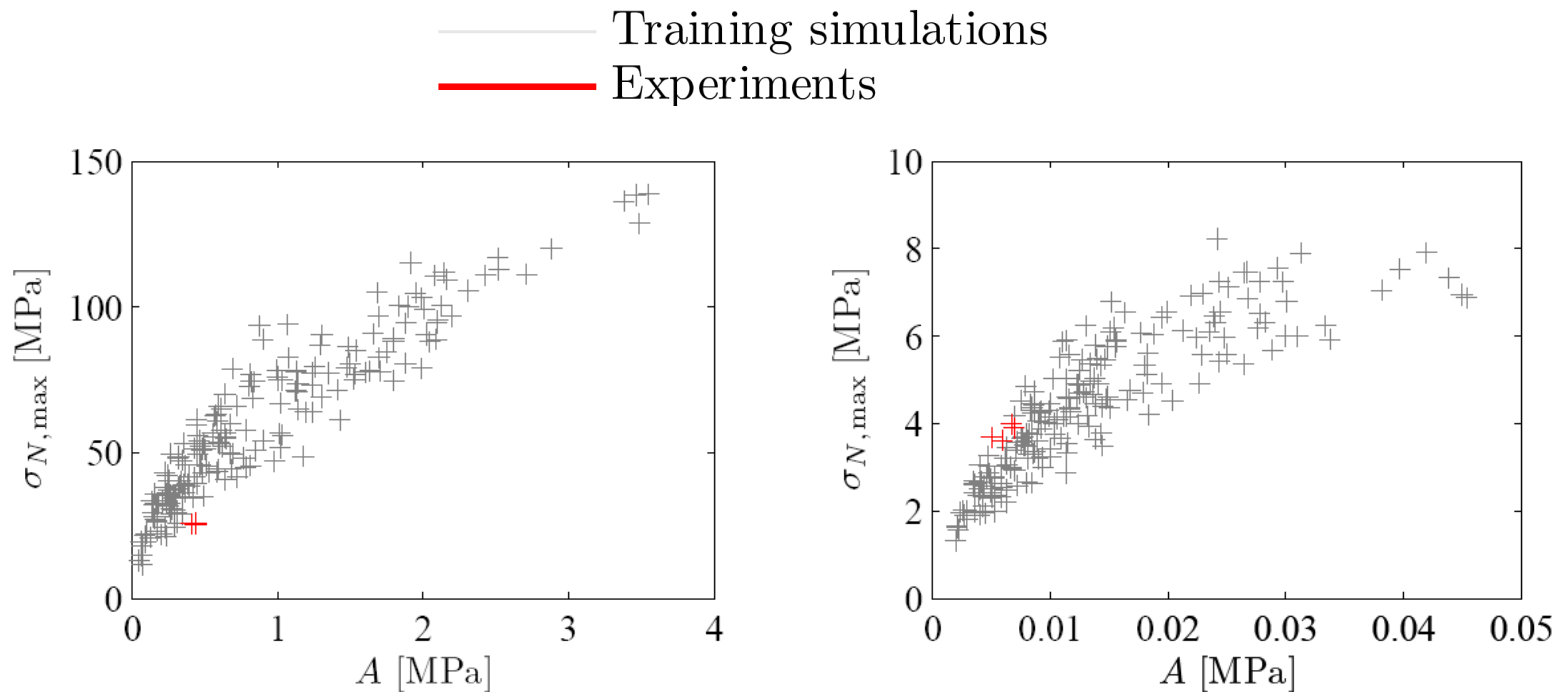 Training simulations
Experiments
150
100
50
0
0 1 2 3 4
σN,max [MPa]
A [MPa]
10
8
6
4
2
0
0 0.01 0.02 0.03 0.04 0.05
σN,max [MPa]
A [MPa]